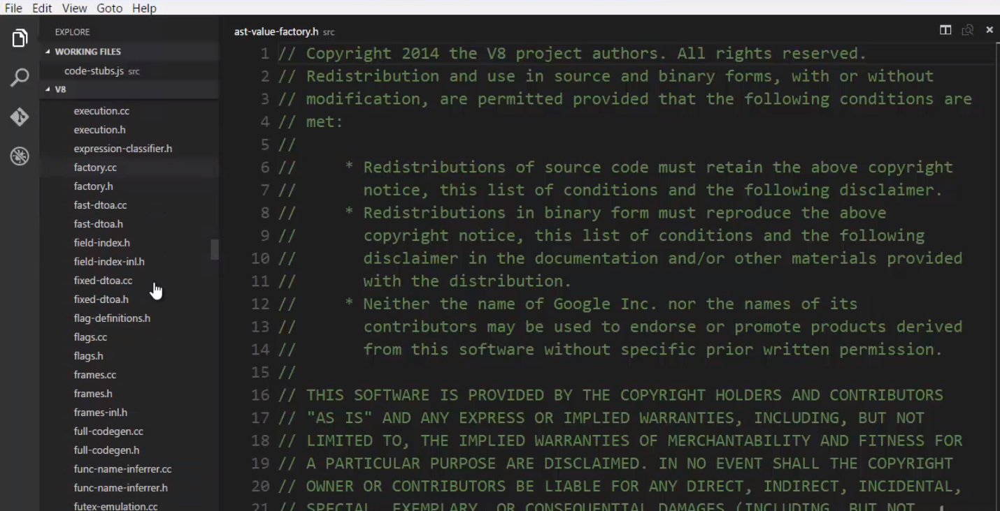 File Edit View Goto Help
EXPLORE
WORKING FILES
code-stubs.js src
V8
execution.cc
execution.h
expression-classifier.h
factory.cc
factory.h
fast-dtoa.cc
fast-dtoa.h
field-index.h
field-index-inl.h
fixed-dtoa.cc
fixed-dtoa.h
flag-definitions.h
flags.cc
flags.h
frames.cc
frames.h
frames-inl.h
full-codegen.cc
full-codegen.h
func-name-inferrer.cc
func-name-inferrer.h
futex-emulation.cc
ast-value-factory.h src
1 // Copyright 2014 the V8 project authors. All rights reserved.
2 // Redistribution and use in source and binary forms, with or without
3 // modification, are permitted provided that the following conditions are
4 // met:
5 //
6 //     * Redistributions of source code must retain the above copyright
7 //       notice, this list of conditions and the following disclaimer.
8 //     * Redistributions in binary form must reproduce the above
9 //       copyright notice, this list of conditions and the following
10 //       disclaimer in the documentation and/or other materials provided
11 //       with the distribution.
12 //     * Neither the name of Google Inc. nor the names of its
13 //       contributors may be used to endorse or promote products derived
14 //       from this software without specific prior written permission.
15 //
16 // THIS SOFTWARE IS PROVIDED BY THE COPYRIGHT HOLDERS AND CONTRIBUTORS
17 // "AS IS" AND ANY EXPRESS OR IMPLIED WARRANTIES, INCLUDING, BUT NOT
18 // LIMITED TO, THE IMPLIED WARRANTIES OF MERCHANTABILITY AND FITNESS FOR
19 // A PARTICULAR PURPOSE ARE DISCLAIMED. IN NO EVENT SHALL THE COPYRIGHT
20 // OWNER OR CONTRIBUTORS BE LIABLE FOR ANY DIRECT, INDIRECT, INCIDENTAL,
21 // SPECIAL, EXEMPLARY, OR CONSEQUENTIAL DAMAGES (INCLUDING, BUT NOT